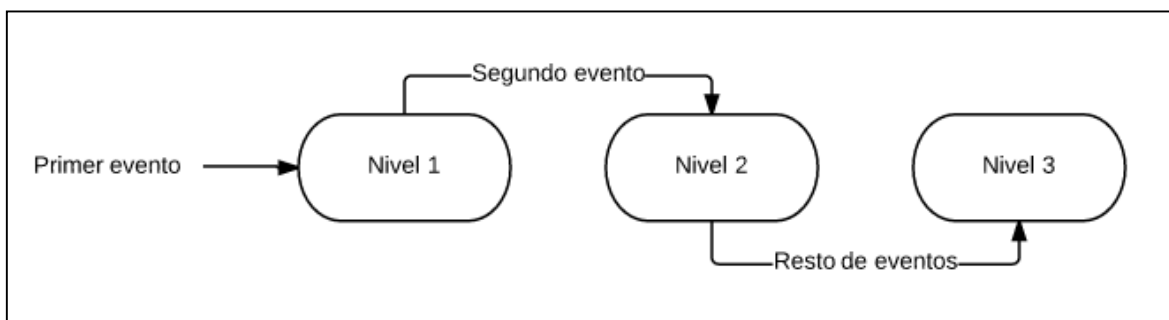 Segundo evento
Primer evento
Nivel 1
Nivel 2
Nivel 3
Resto de eventos